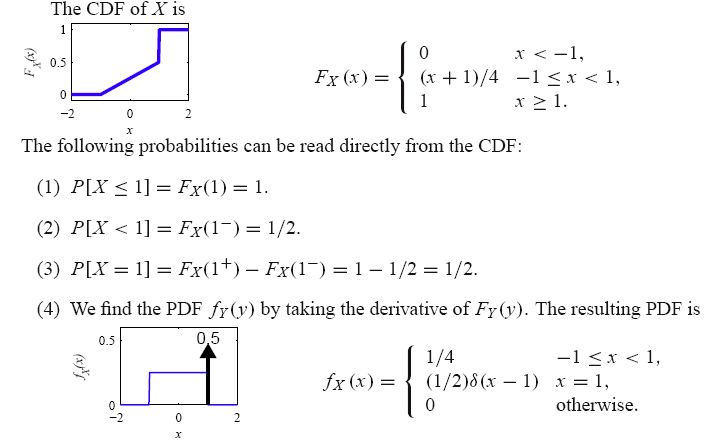 The CDF of X is
1
0.5
0
F_X(x)
−2 0 2
x
F_X (x) = { 0 x < −1,
(x + 1)/4 −1 ≤ x < 1,
1 x ≥ 1.
The following probabilities can be read directly from the CDF:
(1) P[X ≤ 1] = F_X(1) = 1.
(2) P[X < 1] = F_X(1⁻) = 1/2.
(3) P[X = 1] = F_X(1⁺) − F_X(1⁻) = 1 − 1/2 = 1/2.
(4) We find the PDF f_Y(y) by taking the derivative of F_Y(y). The resulting PDF is
0.5
0.5
0
f_X(x)
−2 0 2
x
f_X (x) = { 1/4 −1 ≤ x < 1,
(1/2)δ(x − 1) x = 1,
0 otherwise.